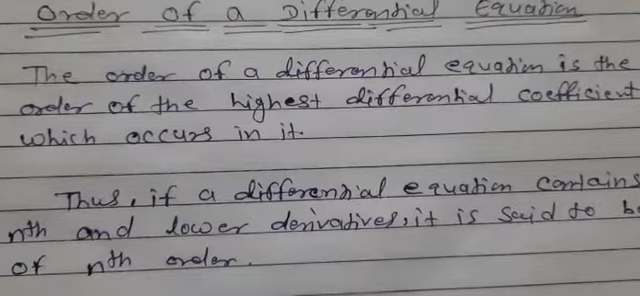 Order of a Differential Equation
The order of a differential equation is the
order of the highest differential coefficient
which occurs in it.
Thus, if a differential equation contains
nth and lower derivatives, it is said to be
of nth order.